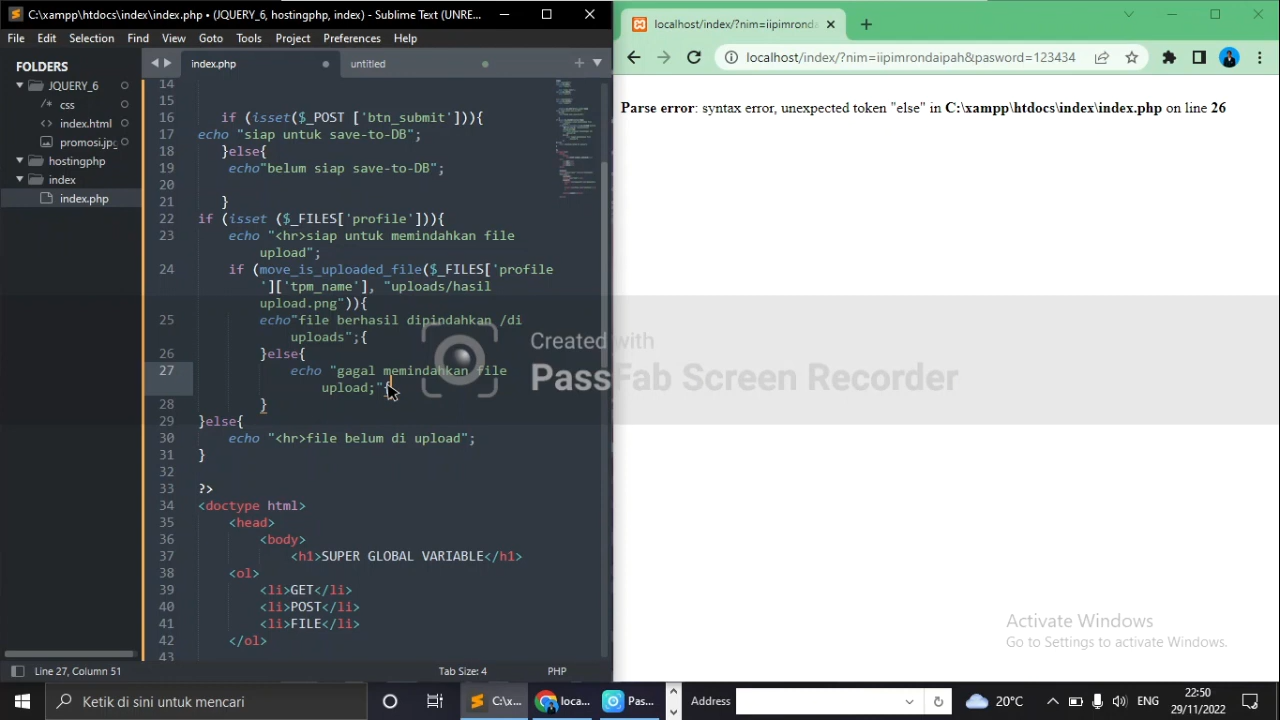 C:\xampp\htdocs\index\index.php • (JQUERY_6, hostingphp, index) - Sublime Text (UNRE...
File Edit Selection Find View Goto Tools Project Preferences Help
FOLDERS
JQUERY_6
/* css
<> index.html
promosi.jp
hostingphp
index
index.php
index.php
untitled
14
15
16 if (isset($_POST ['btn_submit'])){
17 echo "siap untuk save-to-DB";
18 }else{
19 echo"belum siap save-to-DB";
20
21 }
22 if (isset ($_FILES['profile'])){
23 echo "<hr>siap untuk memindahkan file
upload";
24 if (move_is_uploaded_file($_FILES['profile
']['tpm_name'], "uploads/hasil
upload.png")){
25 echo"file berhasil dipindahkan /di
uploads";{
26 }else{
27 echo "gagal memindahkan file
upload;"
28 }
29 }else{
30 echo "<hr>file belum di upload";
31 }
32
33 ?>
34 <doctype html>
35 <head>
36 <body>
37 <h1>SUPER GLOBAL VARIABLE</h1>
38 <ol>
39 <li>GET</li>
40 <li>POST</li>
41 <li>FILE</li>
42 </ol>
43
Line 27, Column 51
Tab Size: 4
PHP
localhost/index/?nim=iipimronda
localhost/index/?nim=iipimrondaipah&pasword=123434
Parse error: syntax error, unexpected token "else" in C:\xampp\htdocs\index\index.php on line 26
Created with
PassFab Screen Recorder
Activate Windows
Go to Settings to activate Windows.
Ketik di sini untuk mencari
C:\x...
loca...
Pas...
Address
20°C
ENG
22:50
29/11/2022